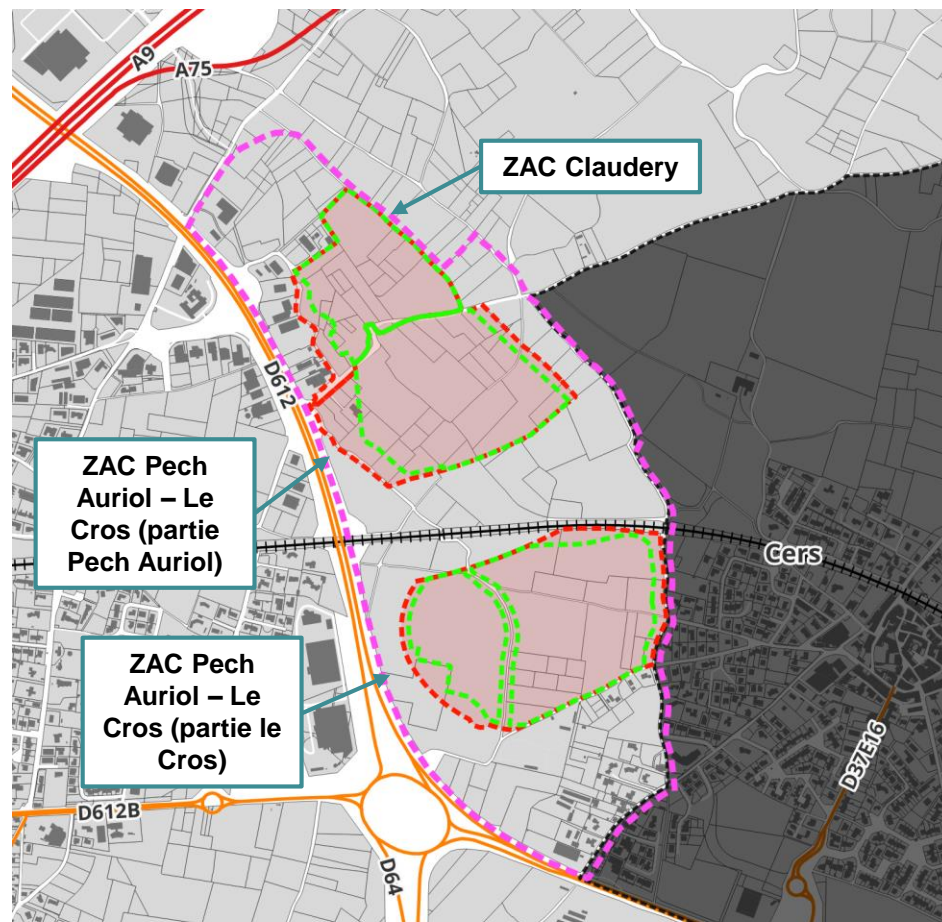 A9
A75
ZAC Claudery
D612
ZAC Pech
Auriol – Le
Cros (partie
Pech Auriol)
Cers
ZAC Pech
Auriol – Le
Cros (partie le
Cros)
D37E16
D612B
D64